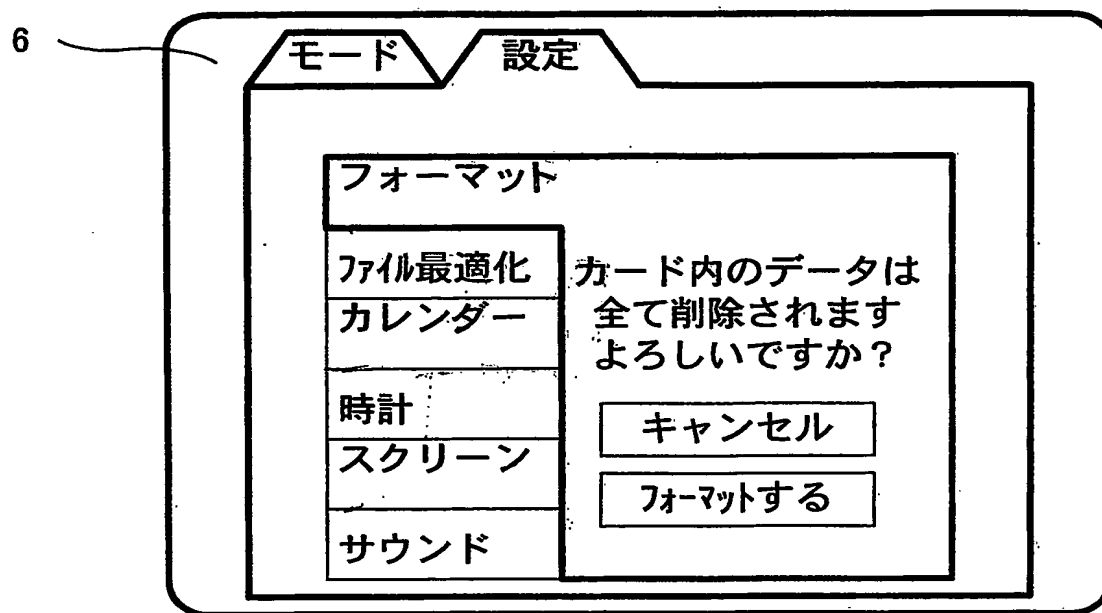 6
モード
設定
フォーマット
ﾌｧｲﾙ最適化
カレンダー
時計
スクリーン
サウンド
カード内のデータは
全て削除されます
よろしいですか？
キャンセル
ﾌｫｰﾏｯﾄする